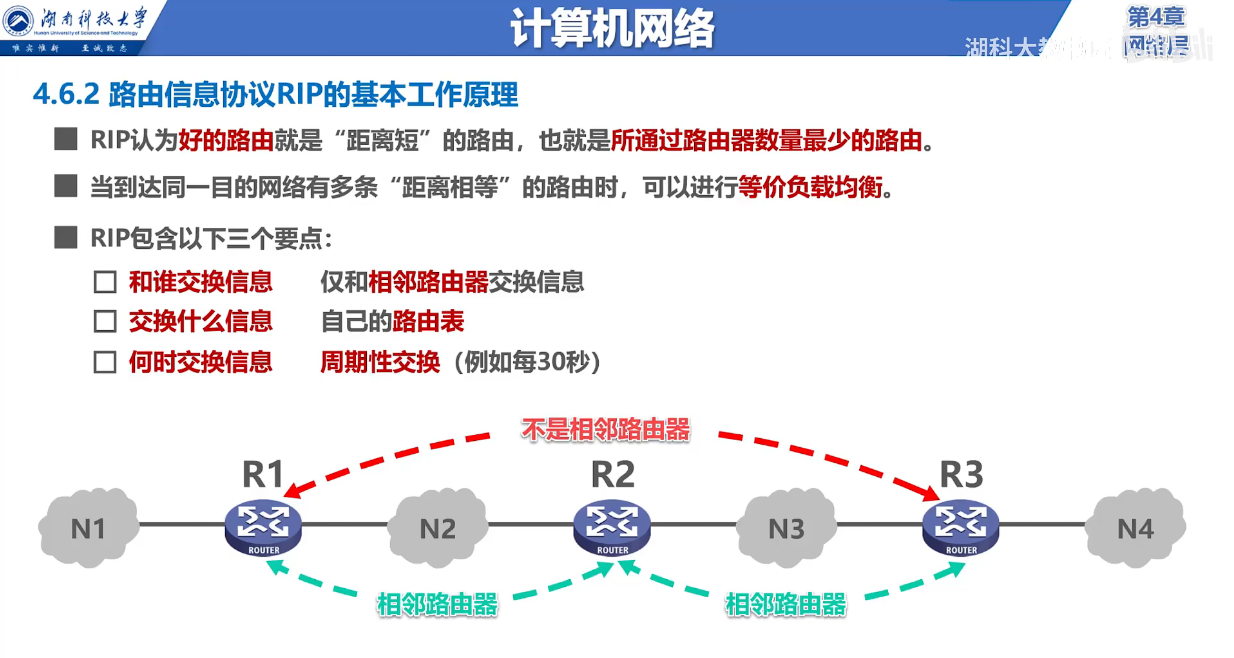 湖南科技大学
Hunan University of Science and Technology
唯实惟新 至诚致志
计算机网络
第4章
网络层
4.6.2 路由信息协议RIP的基本工作原理
RIP认为好的路由就是“距离短”的路由，也就是所通过路由器数量最少的路由。
当到达同一目的网络有多条“距离相等”的路由时，可以进行等价负载均衡。
RIP包含以下三个要点：
和谁交换信息 仅和相邻路由器交换信息
交换什么信息 自己的路由表
何时交换信息 周期性交换（例如每30秒）
不是相邻路由器
R1 R2 R3
N1 N2 N3 N4
ROUTER ROUTER ROUTER
相邻路由器 相邻路由器